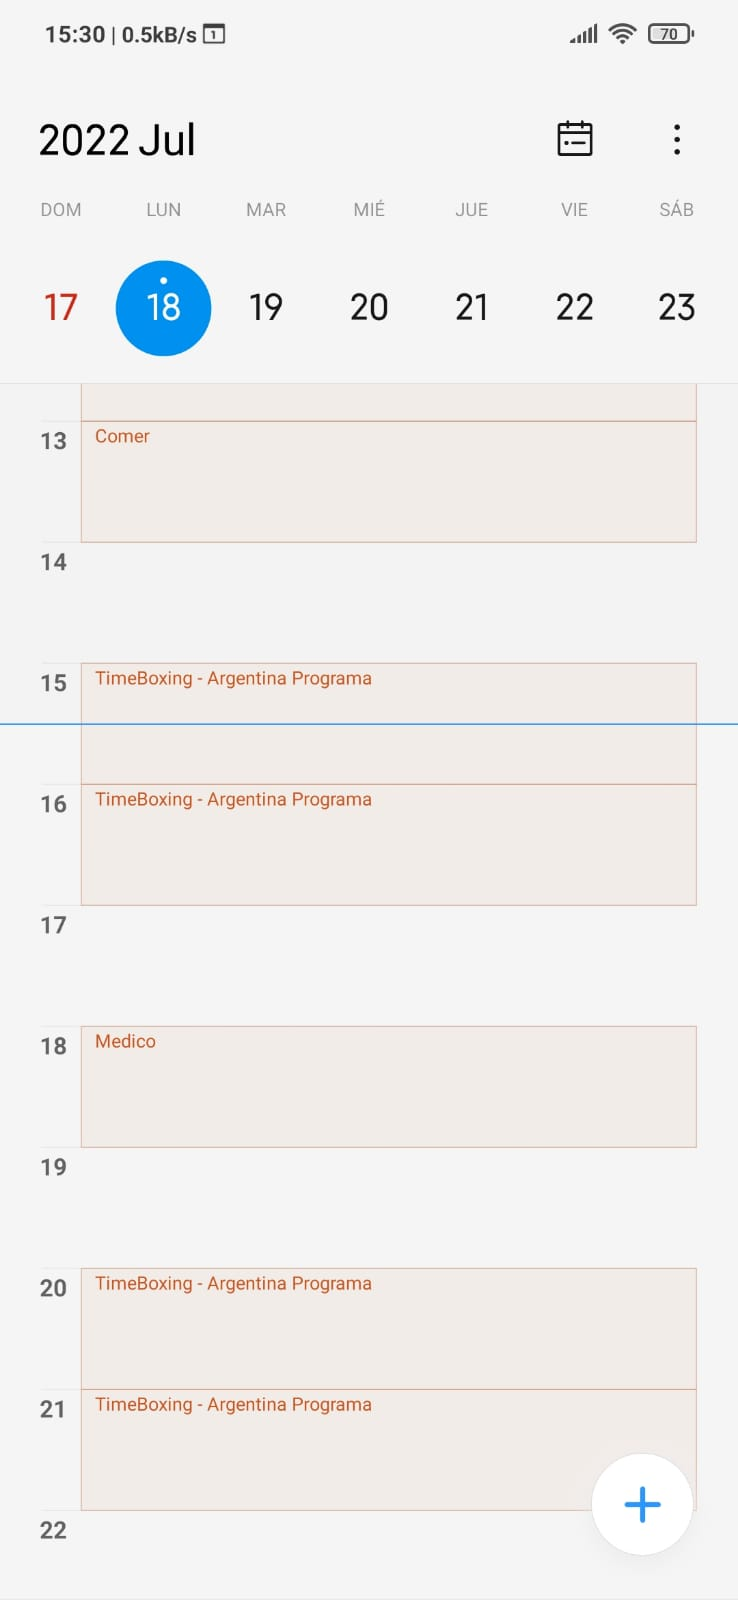 15:30 | 0.5kB/s 1 70
2022 Jul
DOM LUN MAR MIÉ JUE VIE SÁB
17 18 19 20 21 22 23
13 Comer
14
15 TimeBoxing - Argentina Programa
16 TimeBoxing - Argentina Programa
17
18 Medico
19
20 TimeBoxing - Argentina Programa
21 TimeBoxing - Argentina Programa
22